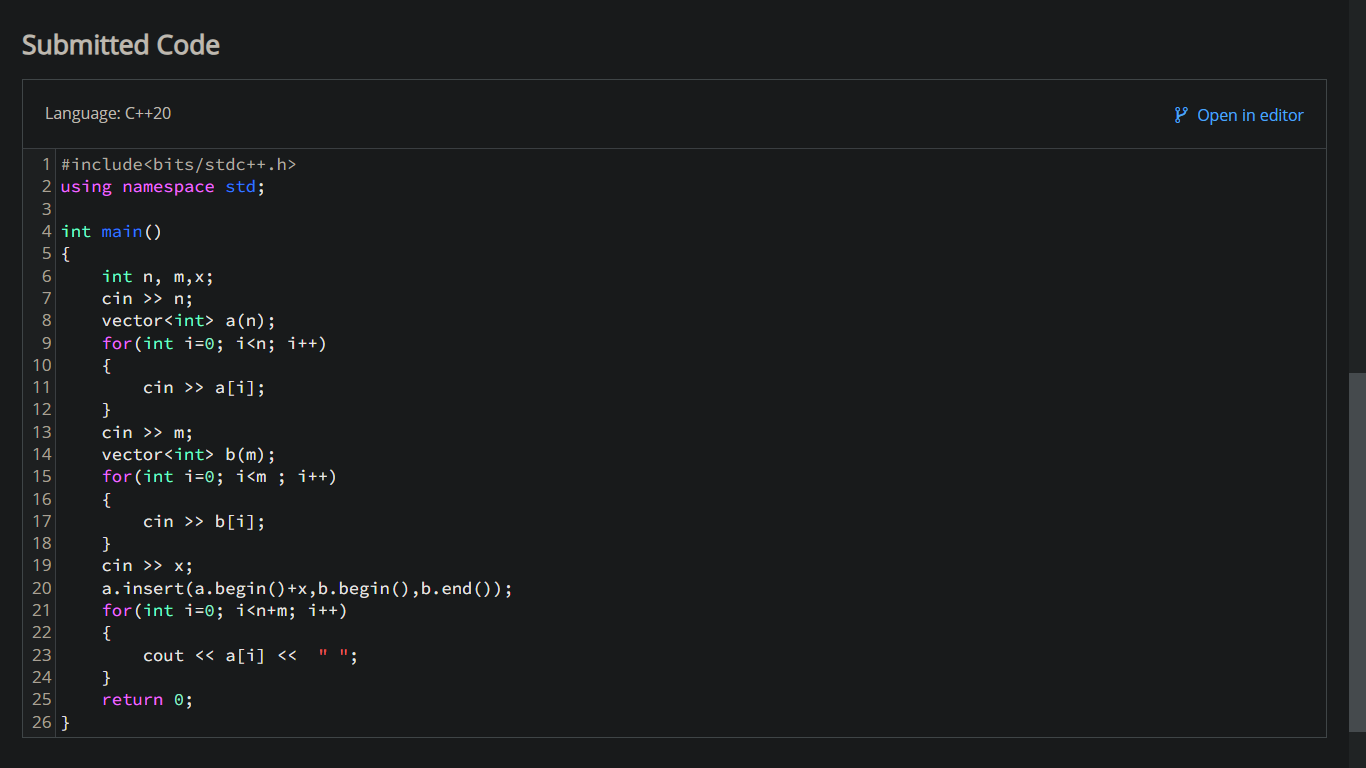 Submitted Code
Language: C++20
Open in editor
1 #include<bits/stdc++.h>
2 using namespace std;
3
4 int main()
5 {
6     int n, m,x;
7     cin >> n;
8     vector<int> a(n);
9     for(int i=0; i<n; i++)
10     {
11         cin >> a[i];
12     }
13     cin >> m;
14     vector<int> b(m);
15     for(int i=0; i<m ; i++)
16     {
17         cin >> b[i];
18     }
19     cin >> x;
20     a.insert(a.begin()+x,b.begin(),b.end());
21     for(int i=0; i<n+m; i++)
22     {
23         cout << a[i] <<  " ";
24     }
25     return 0;
26 }